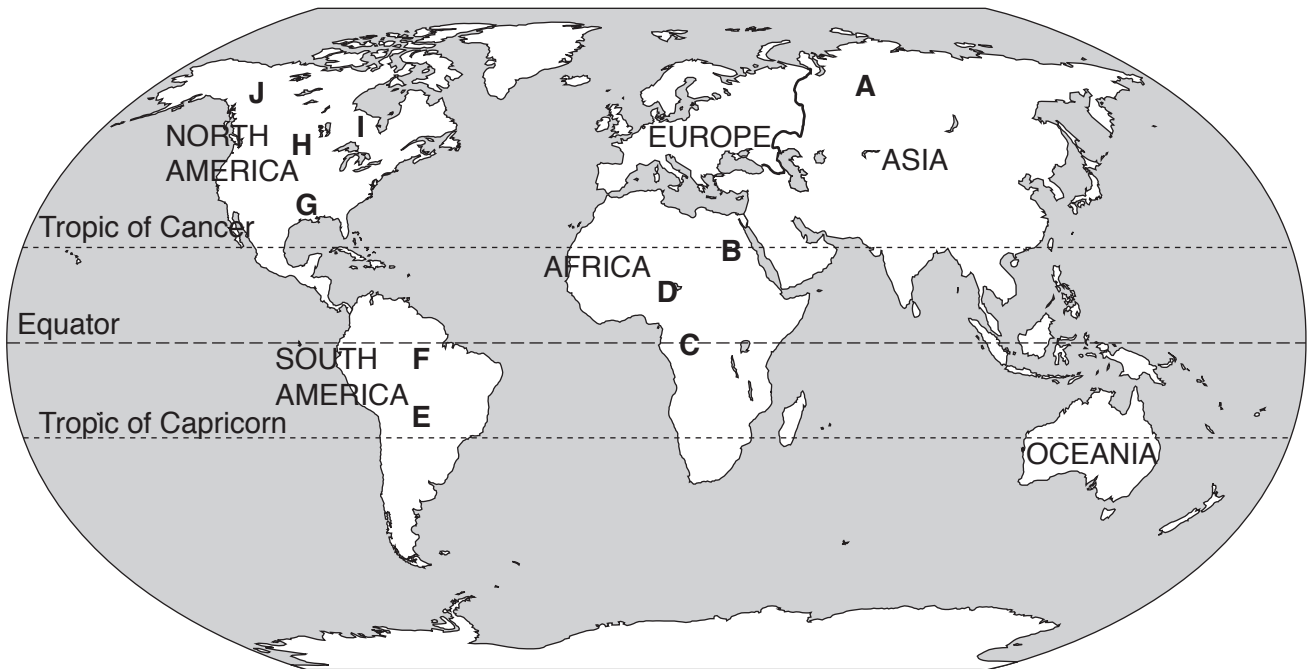 A
J
NORTH
AMERICA
I
H
EUROPE
ASIA
G
Tropic of Cancer
B
AFRICA
D
Equator
C
SOUTH
AMERICA
F
E
Tropic of Capricorn
OCEANIA